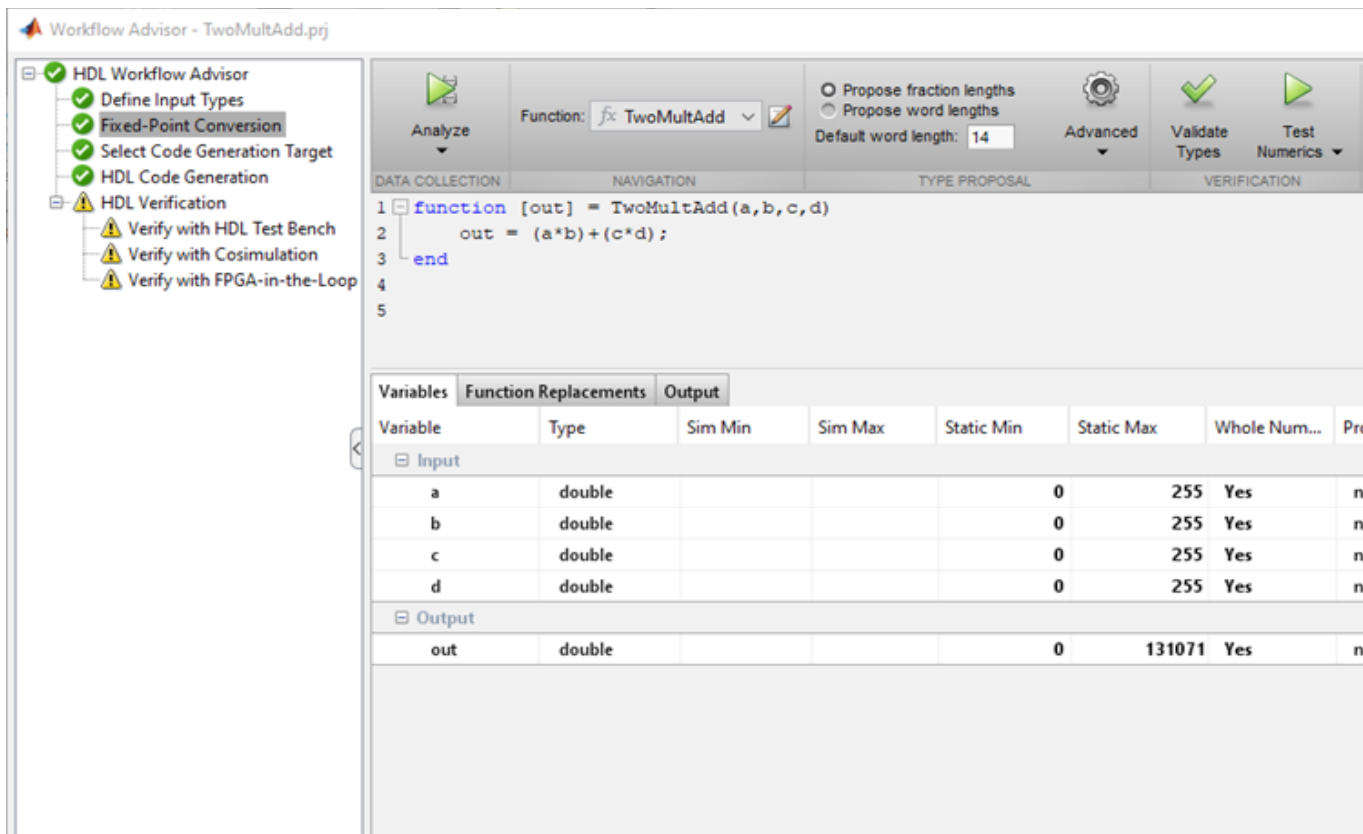 Workflow Advisor - TwoMultAdd.prj
HDL Workflow Advisor
Define Input Types
Fixed-Point Conversion
Select Code Generation Target
HDL Code Generation
HDL Verification
Verify with HDL Test Bench
Verify with Cosimulation
Verify with FPGA-in-the-Loop
Analyze
DATA COLLECTION
Function: fx TwoMultAdd
NAVIGATION
Propose fraction lengths
Propose word lengths
Default word length: 14
Advanced
TYPE PROPOSAL
Validate Types
Test Numerics
VERIFICATION
1 function [out] = TwoMultAdd(a,b,c,d)
2 out = (a*b)+(c*d);
3 end
4
5
Variables Function Replacements Output
Variable Type Sim Min Sim Max Static Min Static Max Whole Num... Pro
Input
a double 0 255 Yes n
b double 0 255 Yes n
c double 0 255 Yes n
d double 0 255 Yes n
Output
out double 0 131071 Yes n